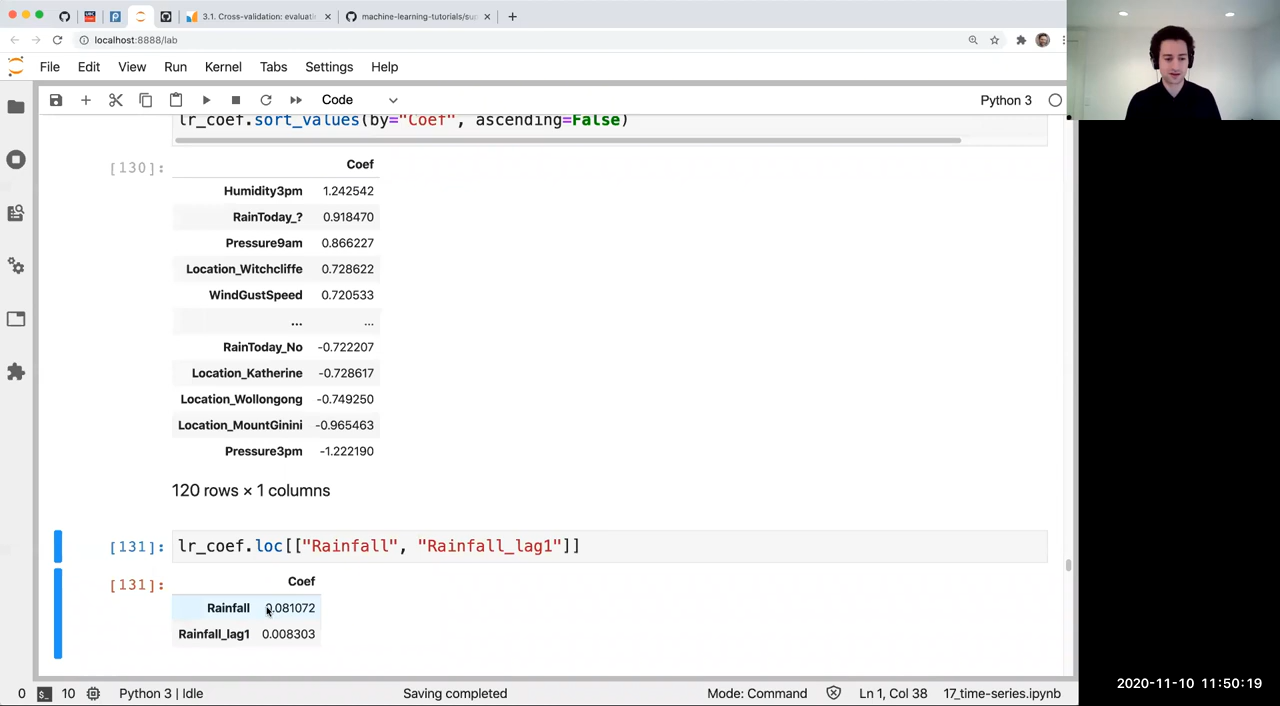 3.1. Cross-validation: evaluati
machine-learning-tutorials/su
localhost:8888/lab
File Edit View Run Kernel Tabs Settings Help
Code
Python 3
lr_coef.sort_values(by="Coef", ascending=False)
[130]:
Coef
Humidity3pm 1.242542
RainToday_? 0.918470
Pressure9am 0.866227
Location_Witchcliffe 0.728622
WindGustSpeed 0.720533
... ...
RainToday_No -0.722207
Location_Katherine -0.728617
Location_Wollongong -0.749250
Location_MountGinini -0.965463
Pressure3pm -1.222190
120 rows × 1 columns
[131]: lr_coef.loc[["Rainfall", "Rainfall_lag1"]]
[131]:
Coef
Rainfall 0.081072
Rainfall_lag1 0.008303
0 10 Python 3 | Idle Saving completed Mode: Command Ln 1, Col 38 17_time-series.ipynb
2020-11-10 11:50:19